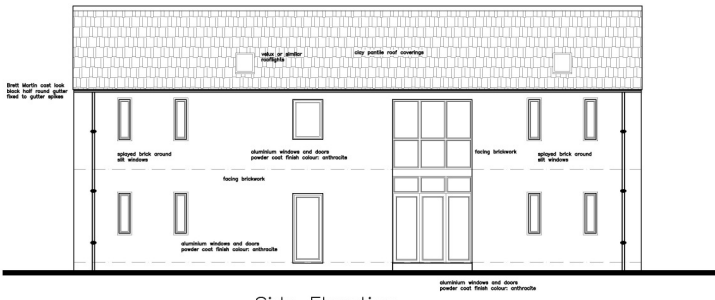 velux or similar
rooflights
clay pantile roof coverings
Brett Martin cast look
black half round gutter
fixed to gutter spikes
splayed brick around
slit windows
aluminium windows and doors
powder coat finish colour: anthracite
facing brickwork
splayed brick around
slit windows
facing brickwork
aluminium windows and doors
powder coat finish colour: anthracite
aluminium windows and doors
powder coat finish colour: anthracite